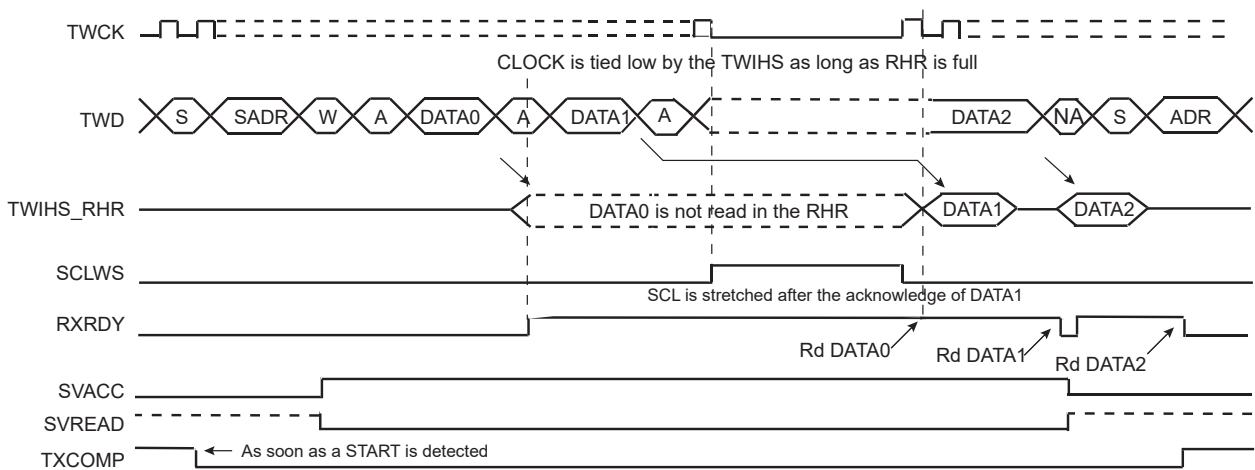 TWCK
CLOCK is tied low by the TWIHS as long as RHR is full
TWD S SADR W A DATA0 A DATA1 A DATA2 NA S ADR
TWIHS_RHR DATA0 is not read in the RHR DATA1 DATA2
SCLWS
SCL is stretched after the acknowledge of DATA1
RXRDY
Rd DATA0 Rd DATA1 Rd DATA2
SVACC
SVREAD
TXCOMP As soon as a START is detected